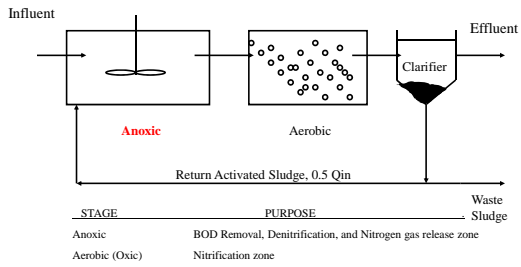 Influent
Effluent
Clarifier
Anoxic
Aerobic
Return Activated Sludge, 0.5 Qin
Waste
Sludge
STAGE PURPOSE
Anoxic BOD Removal, Denitrification, and Nitrogen gas release zone
Aerobic (Oxic) Nitrification zone